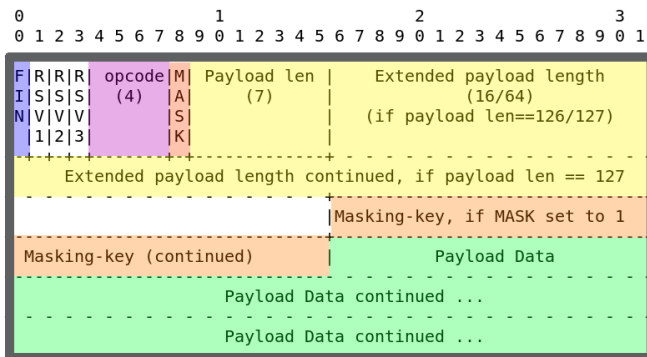 0 1 2 3
0 1 2 3 4 5 6 7 8 9 0 1 2 3 4 5 6 7 8 9 0 1 2 3 4 5 6 7 8 9 0 1
F|R|R|R| opcode|M| Payload len | Extended payload length
I|S|S|S| (4) |A| (7) | (16/64)
N|V|V|V| |S| | (if payload len==126/127)
|1|2|3| |K| |
Extended payload length continued, if payload len == 127
|Masking-key, if MASK set to 1
Masking-key (continued) | Payload Data
Payload Data continued ...
Payload Data continued ...